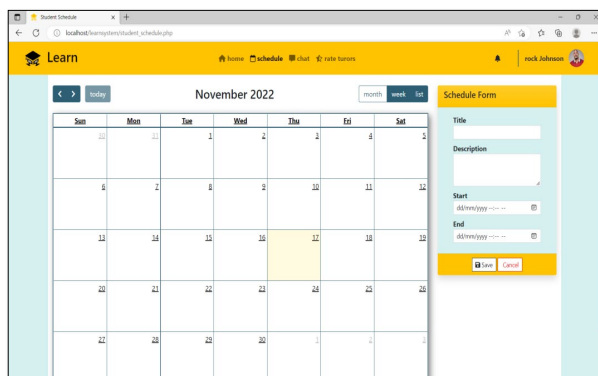 Student Schedule
localhost/learnsystem/student_schedule.php
Learn
home schedule chat rate turors
rock Johnson
today
November 2022
month week list
Sun Mon Tue Wed Thu Fri Sat
30 31 1 2 3 4 5
6 7 8 9 10 11 12
13 14 15 16 17 18 19
20 21 22 23 24 25 26
27 28 29 30 1 2 3
Schedule Form
Title
Description
Start
dd/mm/yyyy --:-- --
End
dd/mm/yyyy --:-- --
Save Cancel